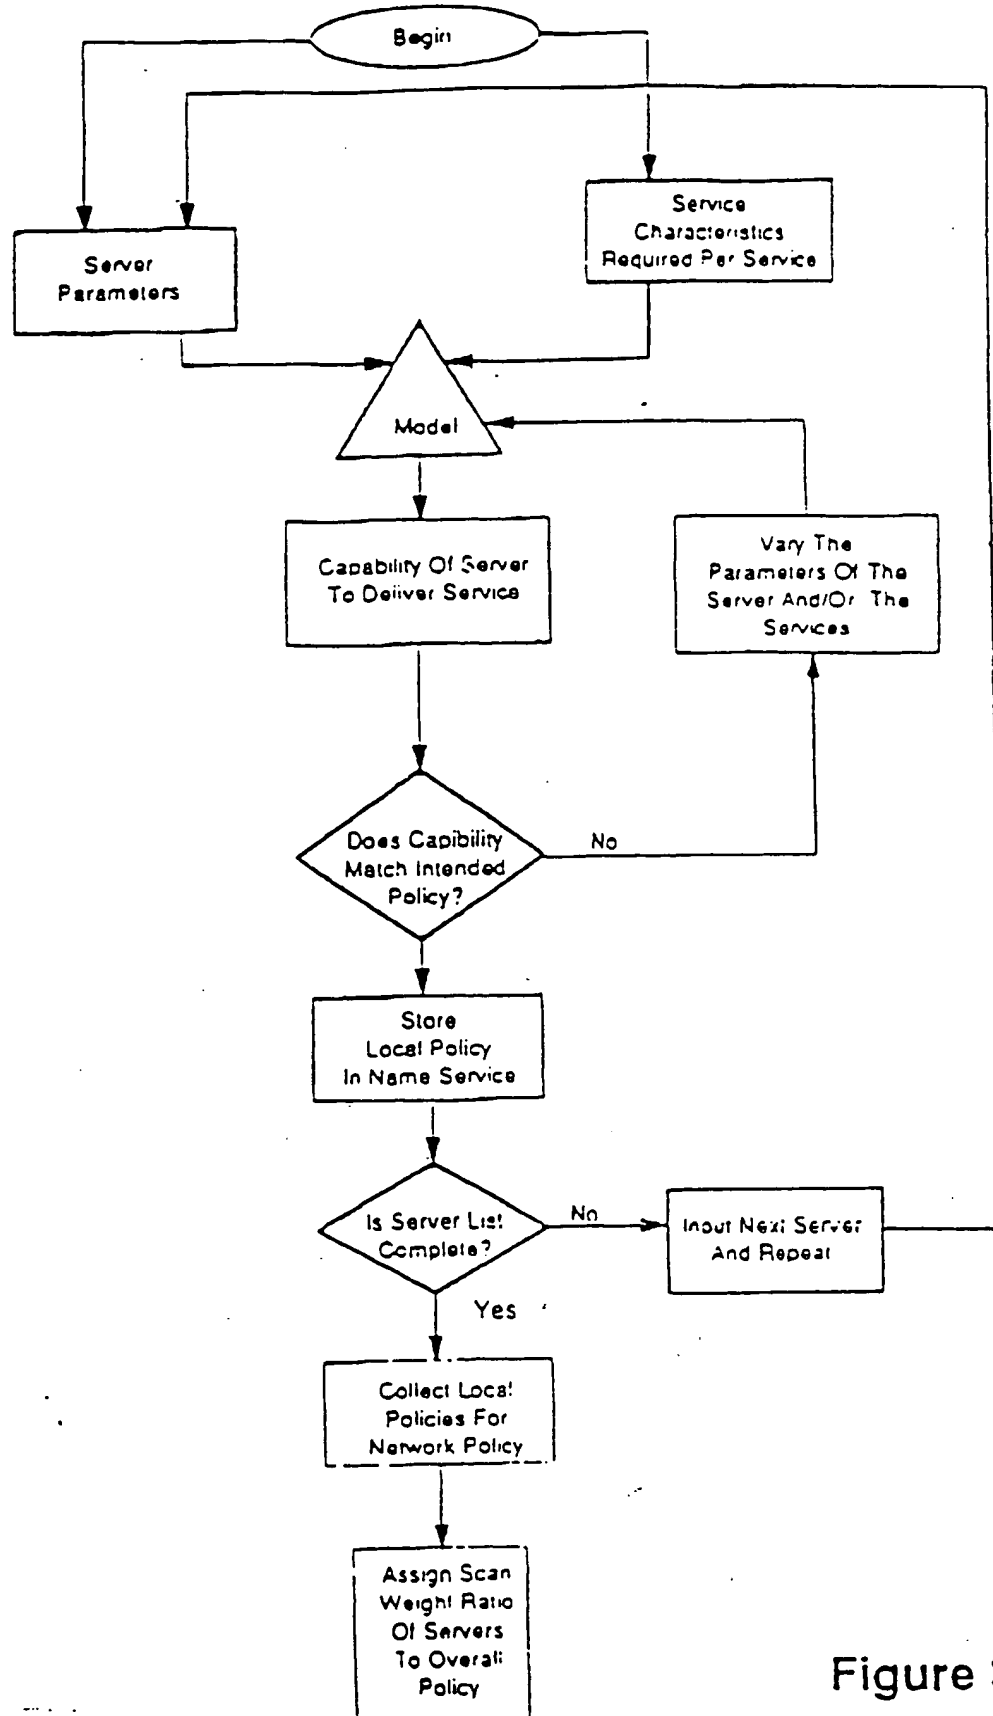 Begin
Service
Characteristics
Required Per Service
Server
Parameters
Model
Capability Of Server
To Deliver Service
Vary The
Parameters Of The
Server And/Or The
Services
Does Capibility
Match Intended
Policy?
No
Store
Local Policy
In Name Service
Is Server List
Complete?
No
Input Next Server
And Repeat
Yes
Collect Local
Policies For
Network Policy
Assign Scan
Weight Ratio
Of Servers
To Overall
Policy
Figure